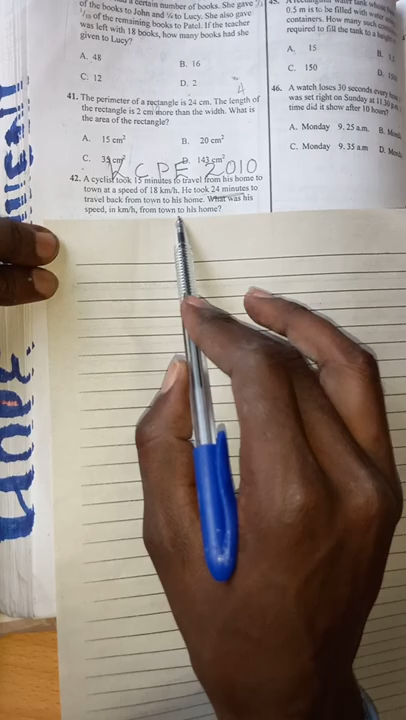 a certain number of books. She gave
of the books to John and ¼ to Lucy. She also gave
of the remaining books to Patol. If the teacher
was left with 18 books, how many books had she
given to Lucy?
A. 48
B. 16
C. 12
D. 2
4
41. The perimeter of a rectangle is 24 cm. The length of
the rectangle is 2 cm more than the width. What is
the area of the rectangle?
A. 15 cm²
B. 20 cm²
C. 35 cm²
D. 143 cm²
K C P E 2010
42. A cyclist took 15 minutes to travel from his home to
town at a speed of 18 km/h. He took 24 minutes to
travel back from town to his home. What was his
speed, in km/h, from town to his home?
45.
0.5 m is to be filled with water
containers. How many such
required to fill the tank to a
A. 15
B.
C. 150
D.
46. A watch loses 30 seconds every
was set right on Sunday at 11.30
time did it show after 10 hours?
A. Monday 9.25 a.m.
B.
C. Monday 9.35 a.m
D.